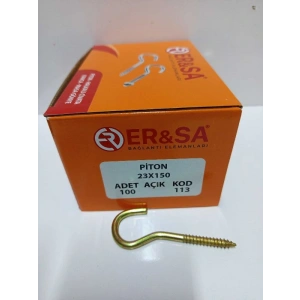 ER&SA
BAĞLANTI ELEMANLARI
PİTON
23X150
ADET AÇIK KOD
100 113